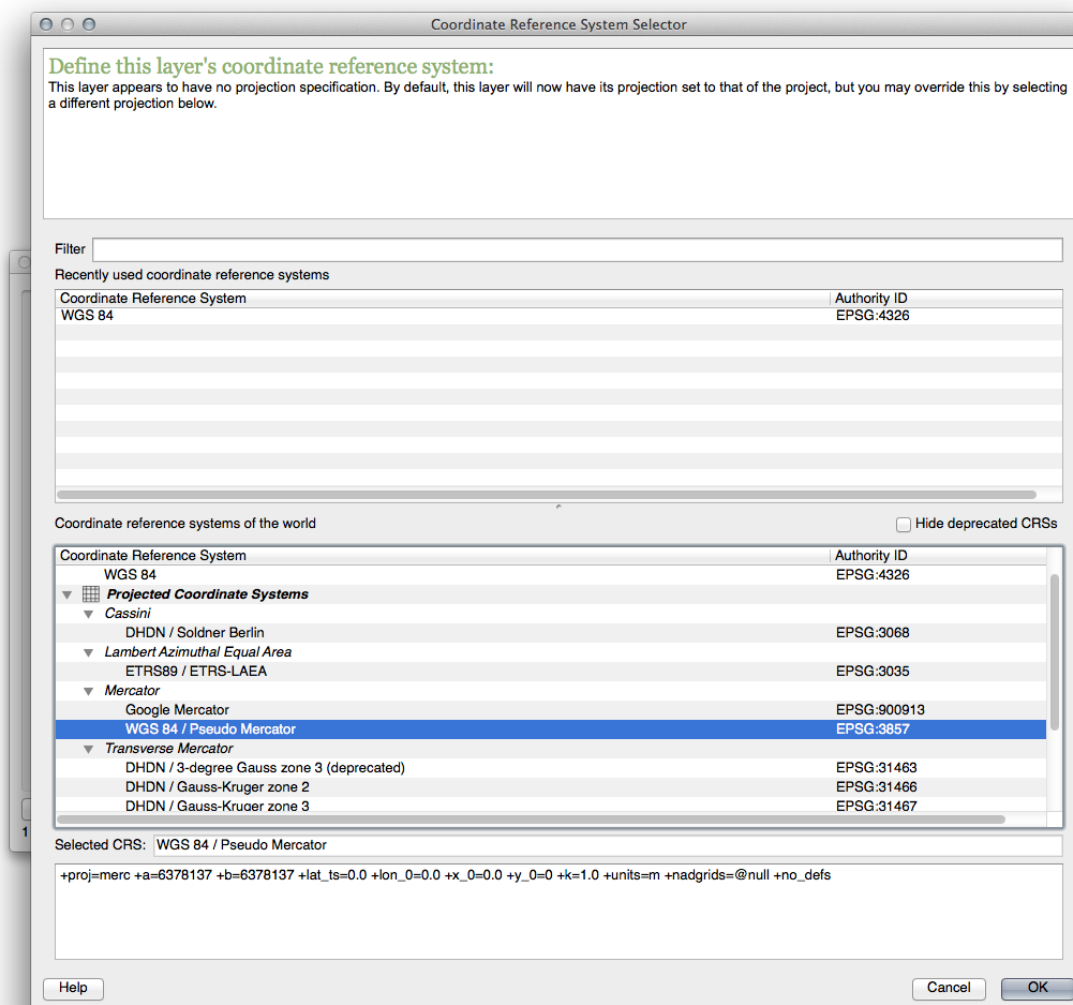 Coordinate Reference System Selector
Define this layer's coordinate reference system:
This layer appears to have no projection specification. By default, this layer will now have its projection set to that of the project, but you may override this by selecting
a different projection below.
Filter
Recently used coordinate reference systems
Coordinate Reference System Authority ID
WGS 84 EPSG:4326
Coordinate reference systems of the world Hide deprecated CRSs
Coordinate Reference System Authority ID
WGS 84 EPSG:4326
Projected Coordinate Systems
Cassini
DHDN / Soldner Berlin EPSG:3068
Lambert Azimuthal Equal Area
ETRS89 / ETRS-LAEA EPSG:3035
Mercator
Google Mercator EPSG:900913
WGS 84 / Pseudo Mercator EPSG:3857
Transverse Mercator
DHDN / 3-degree Gauss zone 3 (deprecated) EPSG:31463
DHDN / Gauss-Kruger zone 2 EPSG:31466
DHDN / Gauss-Kruger zone 3 EPSG:31467
1
Selected CRS: WGS 84 / Pseudo Mercator
+proj=merc +a=6378137 +b=6378137 +lat_ts=0.0 +lon_0=0.0 +x_0=0.0 +y_0=0 +k=1.0 +units=m +nadgrids=@null +no_defs
Help Cancel OK